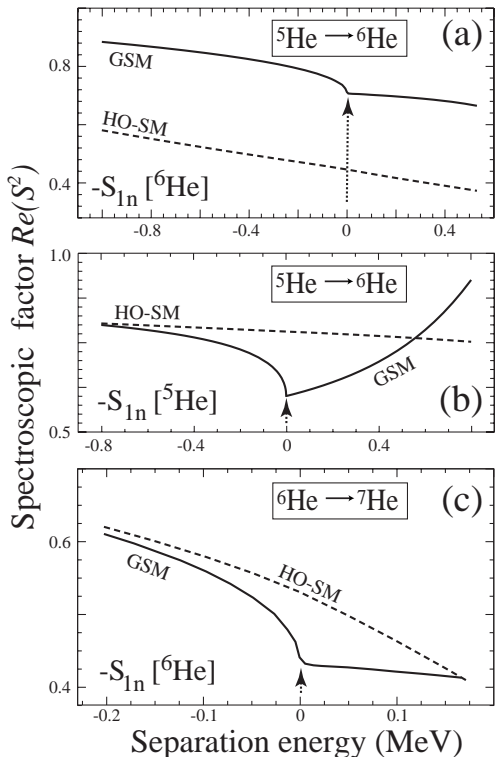 Spectroscopic factor Re(S²)
⁵He → ⁶He
(a)
GSM
HO-SM
-S₁ₙ [⁶He]
0.8
0.4
-0.8 -0.4 0 0.4
⁵He → ⁶He
HO-SM
GSM
(b)
-S₁ₙ [⁵He]
1.0
0.5
-0.8 -0.4 0 0.4
⁶He → ⁷He
(c)
GSM
HO-SM
-S₁ₙ [⁶He]
0.6
0.4
-0.2 -0.1 0 0.1
Separation energy (MeV)